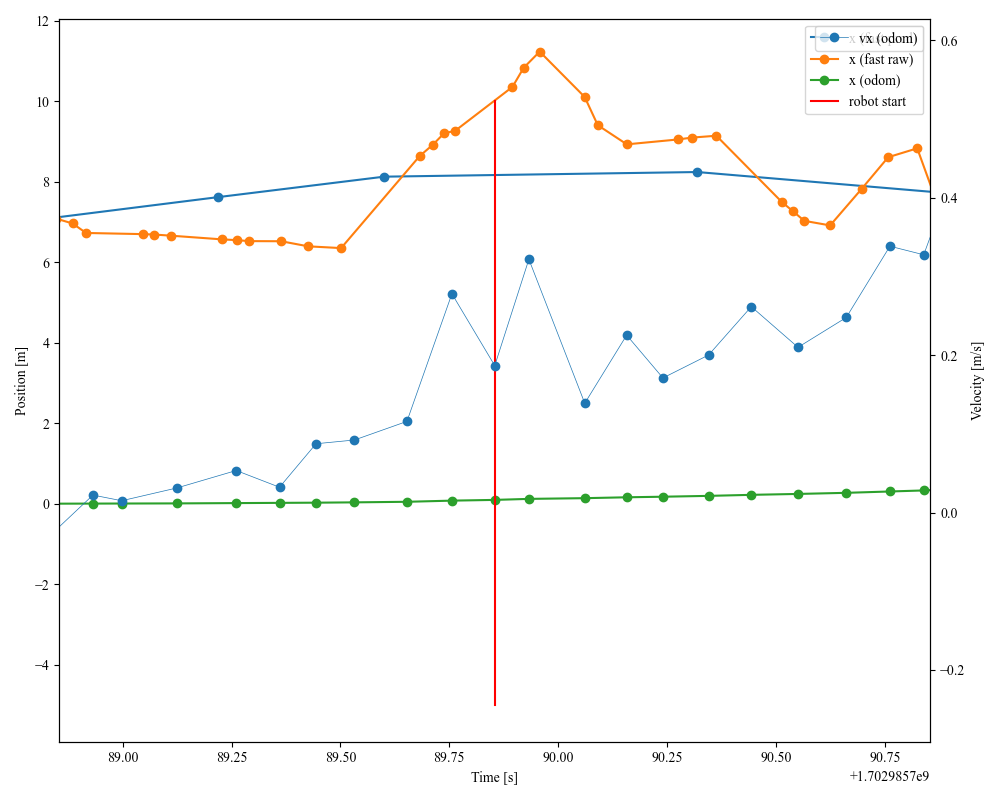 12
10
8
6
4
2
0
−2
−4
Position [m]
0.6
0.4
0.2
0.0
−0.2
Velocity [m/s]
vx (odom)
x (fast raw)
x (odom)
robot start
89.00
89.25
89.50
89.75
90.00
90.25
90.50
90.75
Time [s]
+1.7029857e9